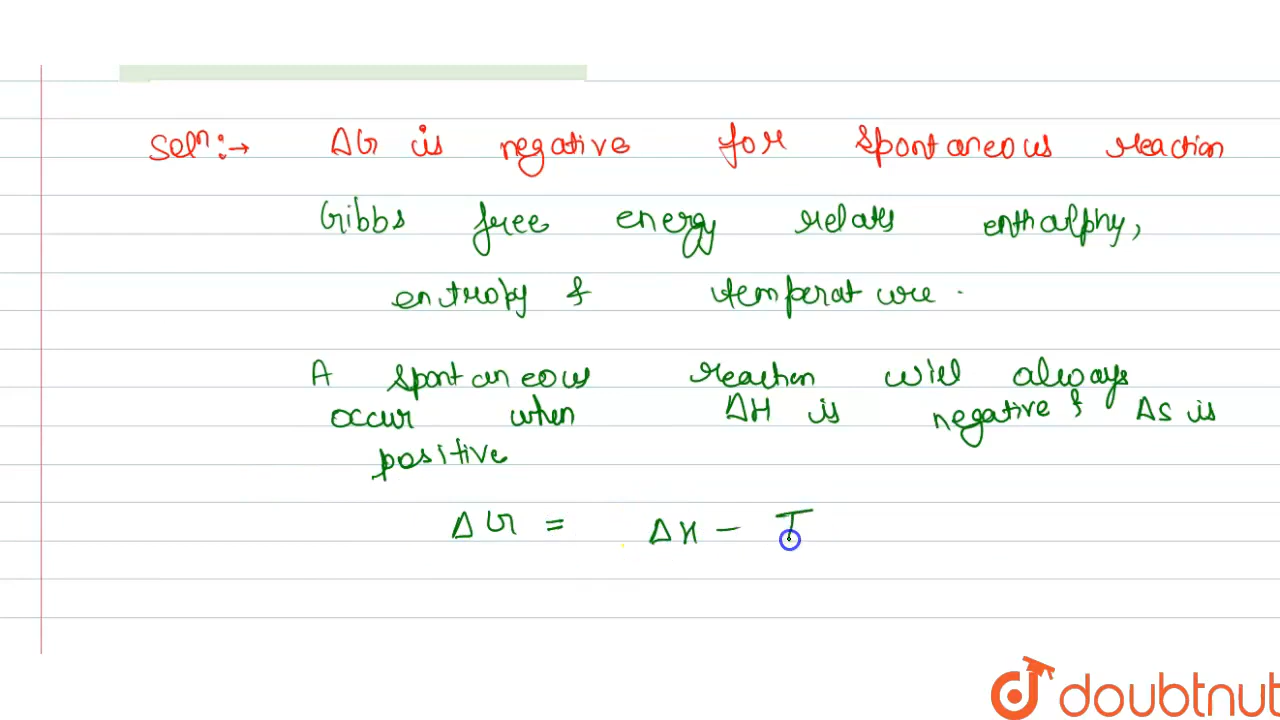 Soln:→ ΔG is negative for spontaneous reaction
Gibbs free energy relates enthalphy,
entropy & temperature.
A spontaneous reaction will always
occur when ΔH is negative & ΔS is
positive
ΔG = ΔH - T
doubtnut